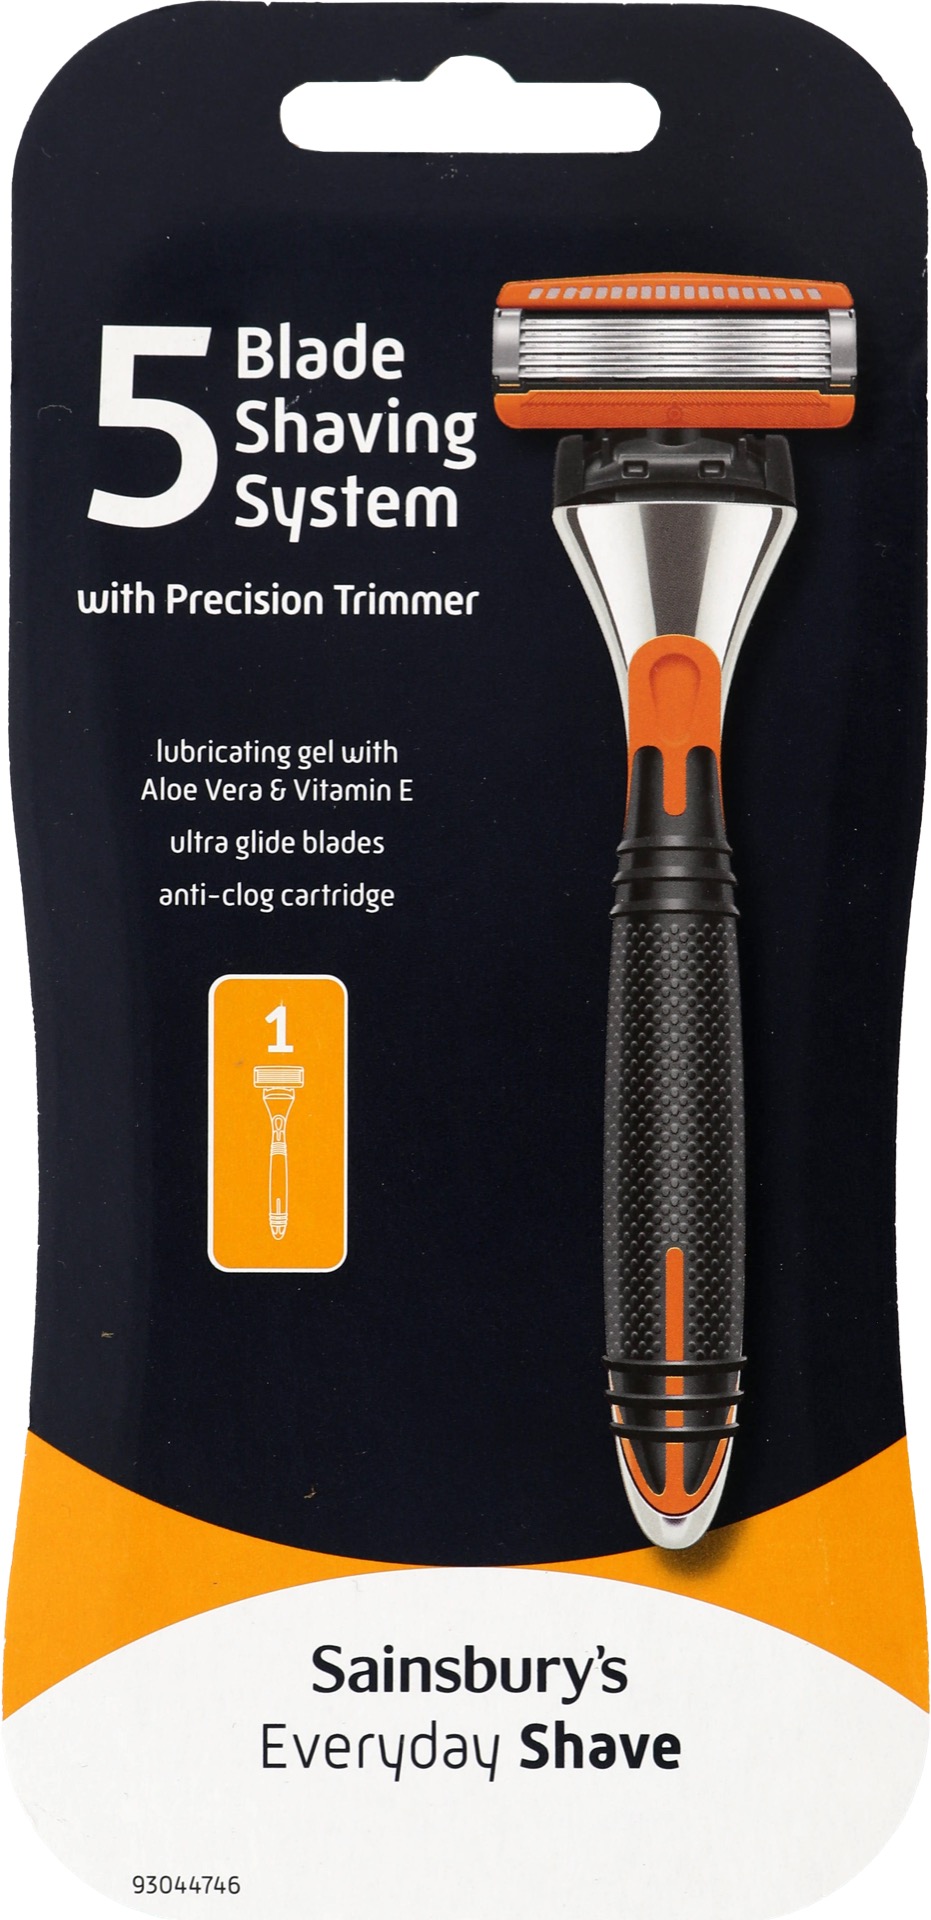 5 Blade
Shaving
System
with Precision Trimmer
lubricating gel with
Aloe Vera & Vitamin E
ultra glide blades
anti-clog cartridge
1
Sainsbury's
Everyday Shave
93044746